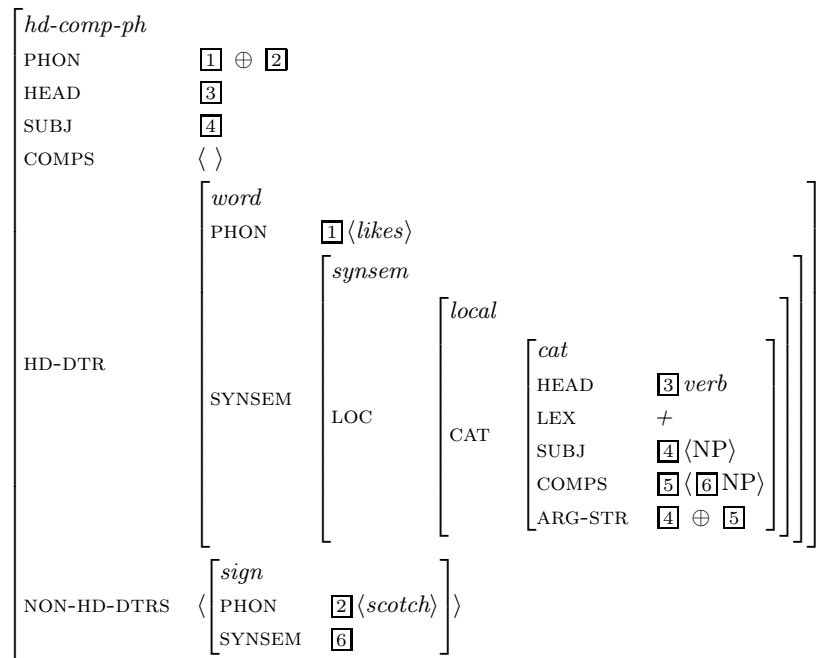 hd-comp-ph
PHON 1 ⊕ 2
HEAD 3
SUBJ 4
COMPS ⟨ ⟩
HD-DTR
word
PHON 1 ⟨likes⟩
SYNSEM
synsem
LOC
local
CAT
cat
HEAD 3 verb
LEX +
SUBJ 4 ⟨NP⟩
COMPS 5 ⟨ 6 NP⟩
ARG-STR 4 ⊕ 5
NON-HD-DTRS
sign
⟨ PHON 2 ⟨scotch⟩ ⟩
SYNSEM 6